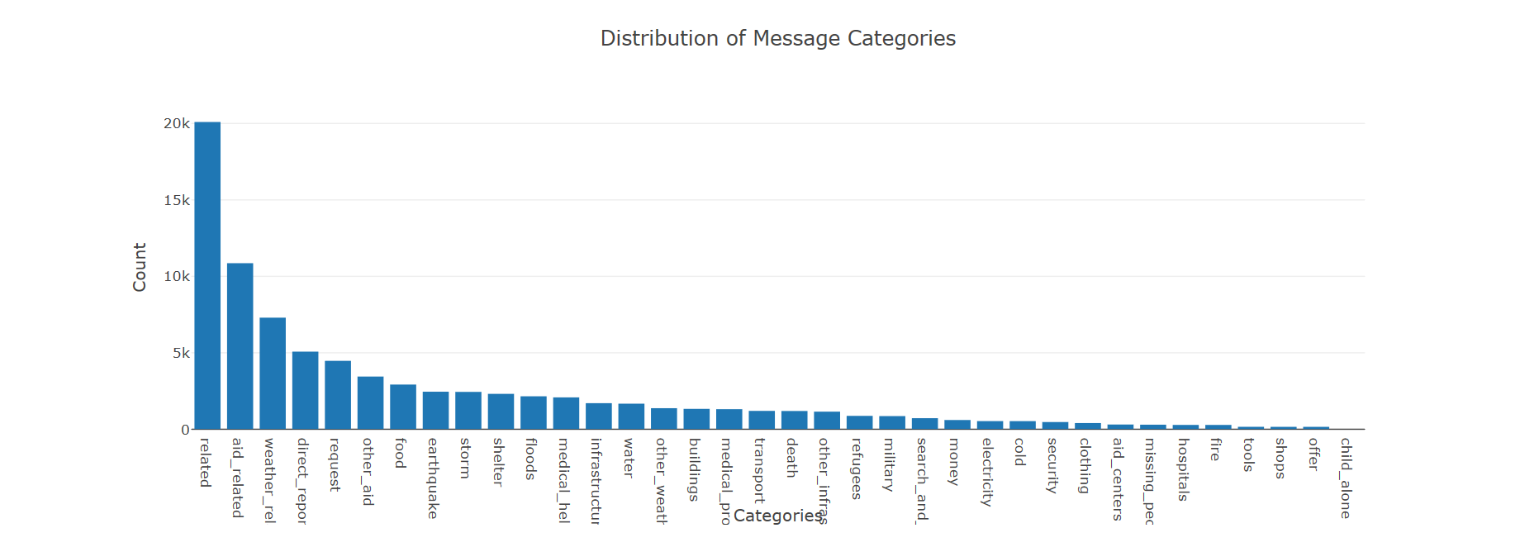 Distribution of Message Categories
20k
15k
10k
5k
0
Count
related
aid_related
weather_rel
direct_repor
request
other_aid
food
earthquake
storm
shelter
floods
medical_hel
infrastructur
water
other_weath
buildings
medical_pro
transport
death
other_infras
refugees
military
search_and_
money
electricity
cold
security
clothing
aid_centers
missing_peo
hospitals
fire
tools
shops
offer
child_alone
Categories